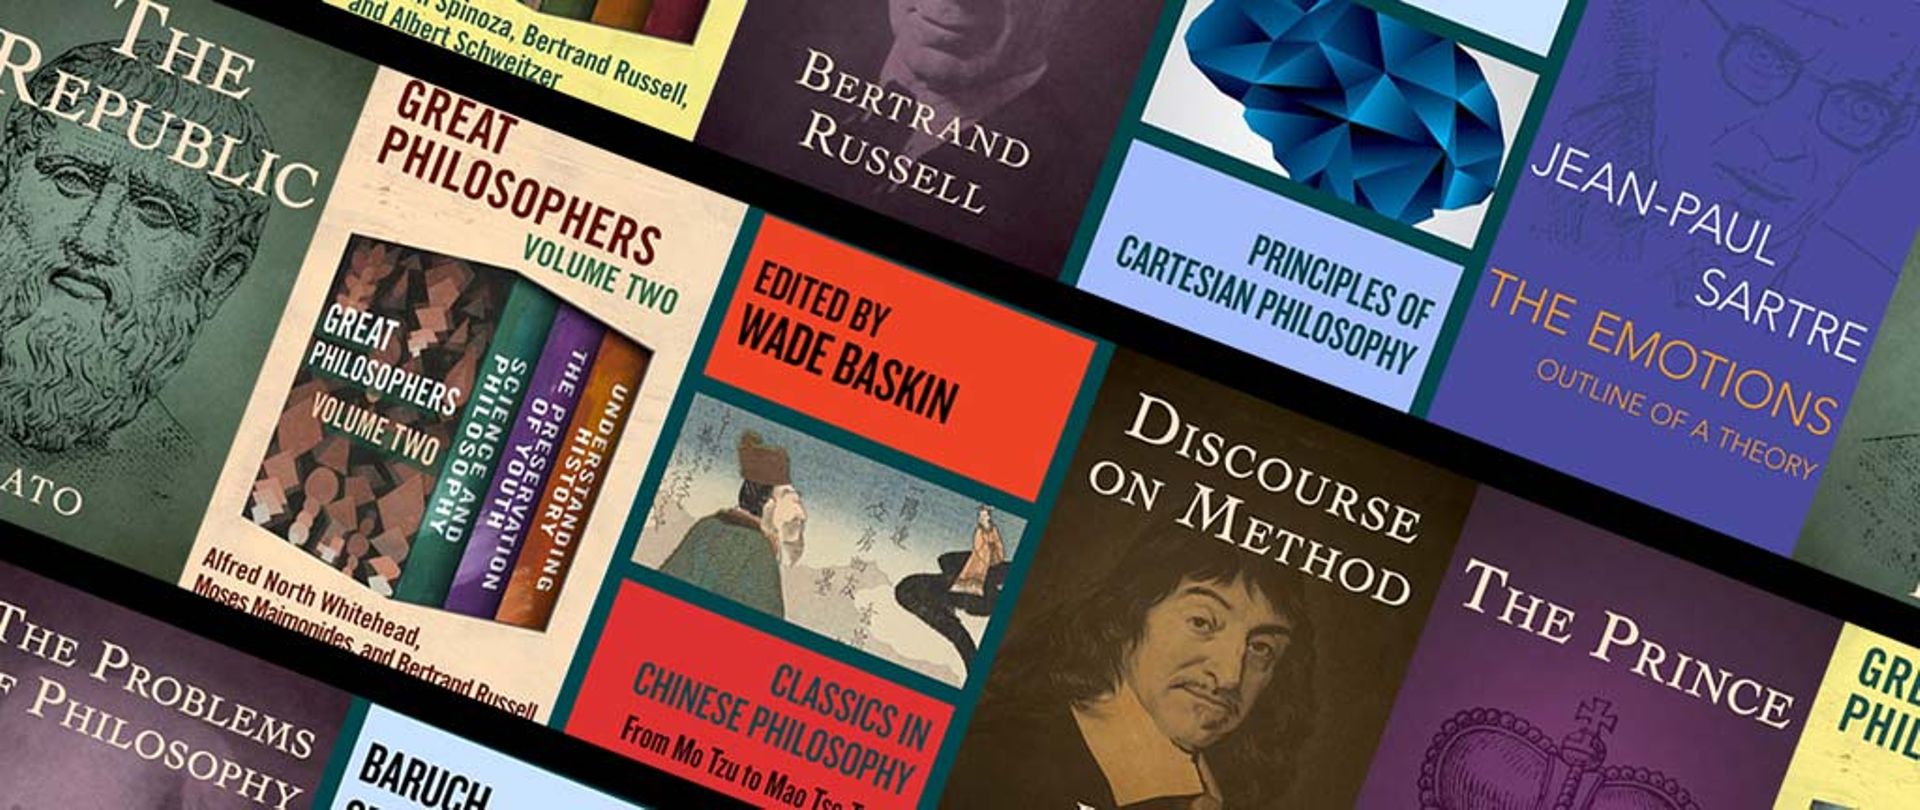 THE
REPUBLIC
ATO
Spinoza, Bertrand Russell,
and Albert Schweitzer
GREAT
PHILOSOPHERS
VOLUME TWO
GREAT
PHILOSOPHERS
VOLUME TWO
SCIENCE AND
PHILOSOPHY
THE PRESERVATION
OF YOUTH
UNDERSTANDING
HISTORY
Alfred North Whitehead,
Moses Maimonides, and Bertrand Russell
BERTRAND
RUSSELL
EDITED BY
WADE BASKIN
CLASSICS IN
CHINESE PHILOSOPHY
From Mo Tzu to Mao Tse-T
PRINCIPLES OF
CARTESIAN PHILOSOPHY
DISCOURSE
ON METHOD
JEAN-PAUL
SARTRE
THE EMOTIONS
OUTLINE OF A THEORY
THE PRINCE
GRE
PHIL
THE PROBLEMS
F PHILOSOPHY
BARUCH